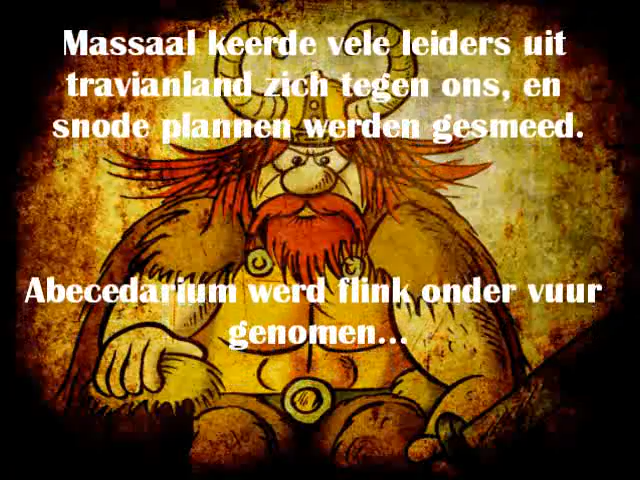 Massaal keerde vele leiders uit
travianland zich tegen ons, en
snode plannen werden gesmeed.
Abecedarium werd flink onder vuur
genomen...